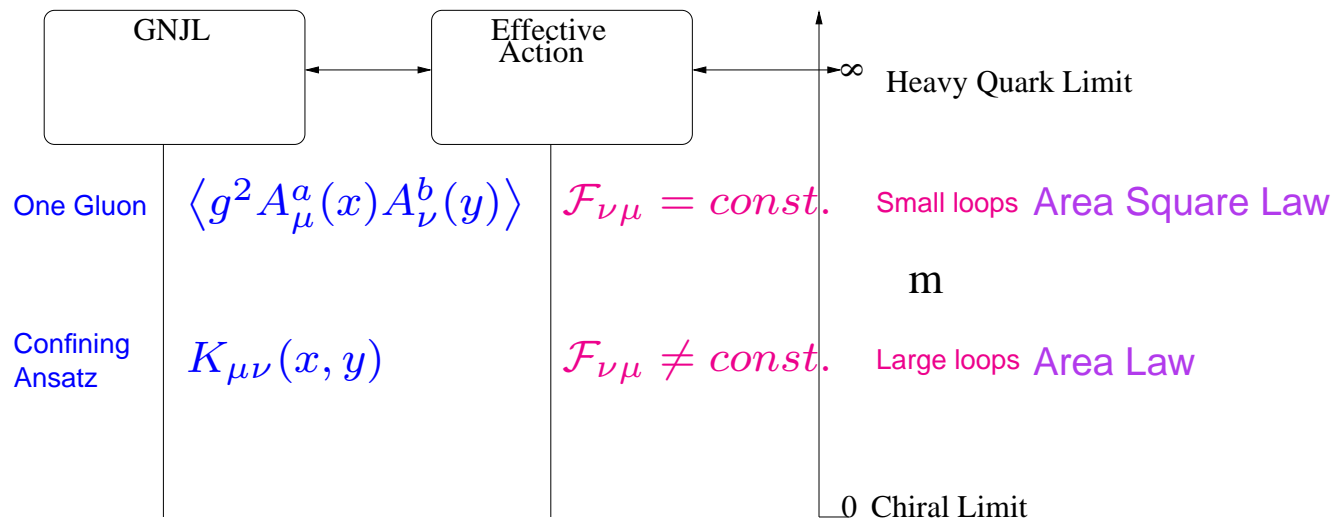 GNJL
Effective
Action
∞ Heavy Quark Limit
One Gluon ⟨g²A^a_μ(x)A^b_ν(y)⟩ 𝓕_νμ = const. Small loops Area Square Law
m
Confining
Ansatz K_μν(x, y) 𝓕_νμ ≠ const. Large loops Area Law
0 Chiral Limit